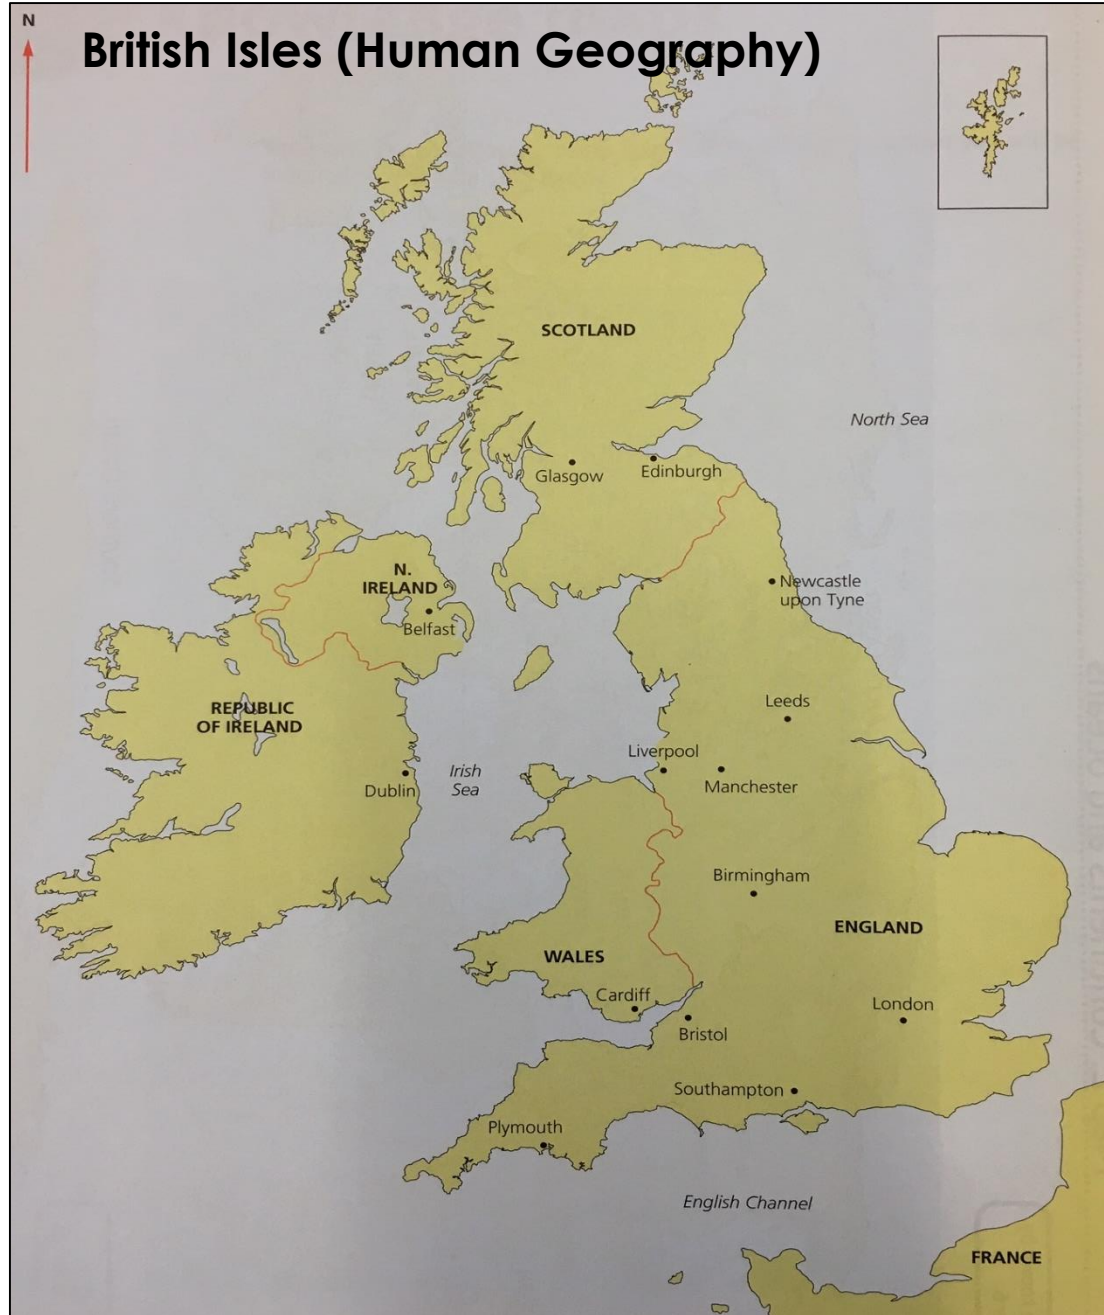 N
British Isles (Human Geography)
SCOTLAND
North Sea
Glasgow
Edinburgh
N.
IRELAND
Belfast
Newcastle
upon Tyne
REPUBLIC
OF IRELAND
Leeds
Liverpool
Irish
Sea
Manchester
Dublin
Birmingham
ENGLAND
WALES
Cardiff
London
Bristol
Southampton
Plymouth
English Channel
FRANCE